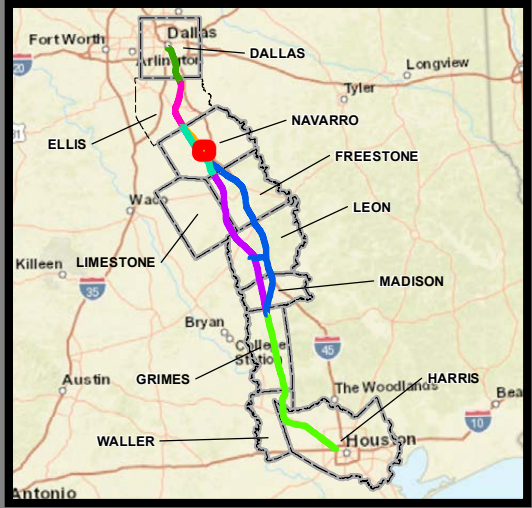 Dallas
Fort Worth
DALLAS
Arlington
Longview
20
Tyler
NAVARRO
ELLIS
FREESTONE
Waco
LEON
LIMESTONE
Killeen
MADISON
35
Bryan
45
College
Station
GRIMES
HARRIS
Austin
The Woodlands
Bea
10
WALLER
Houston
Antonio